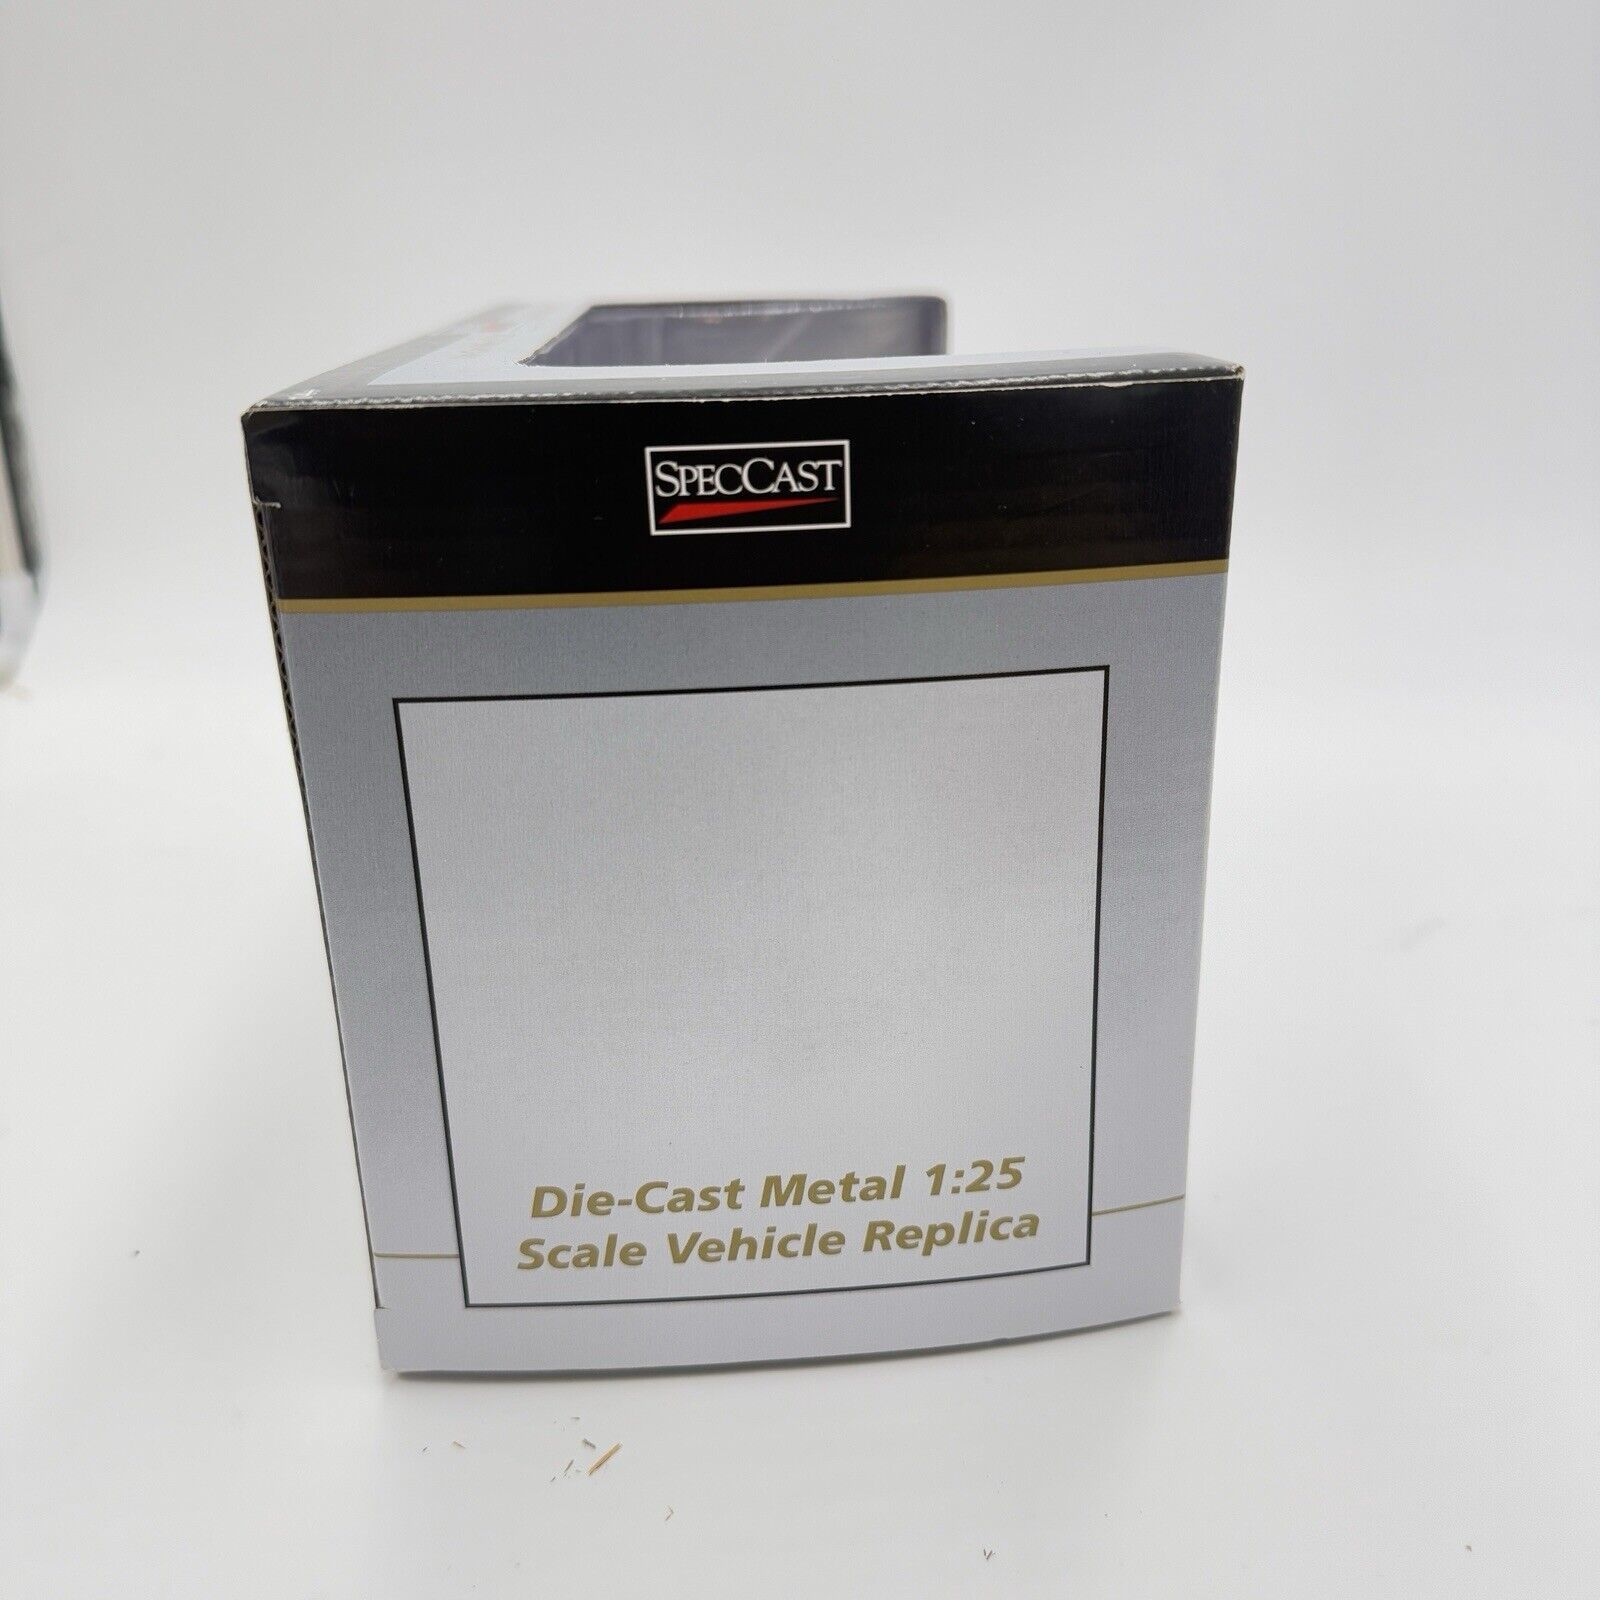 SPECCAST
Die-Cast Metal 1:25
Scale Vehicle Replica